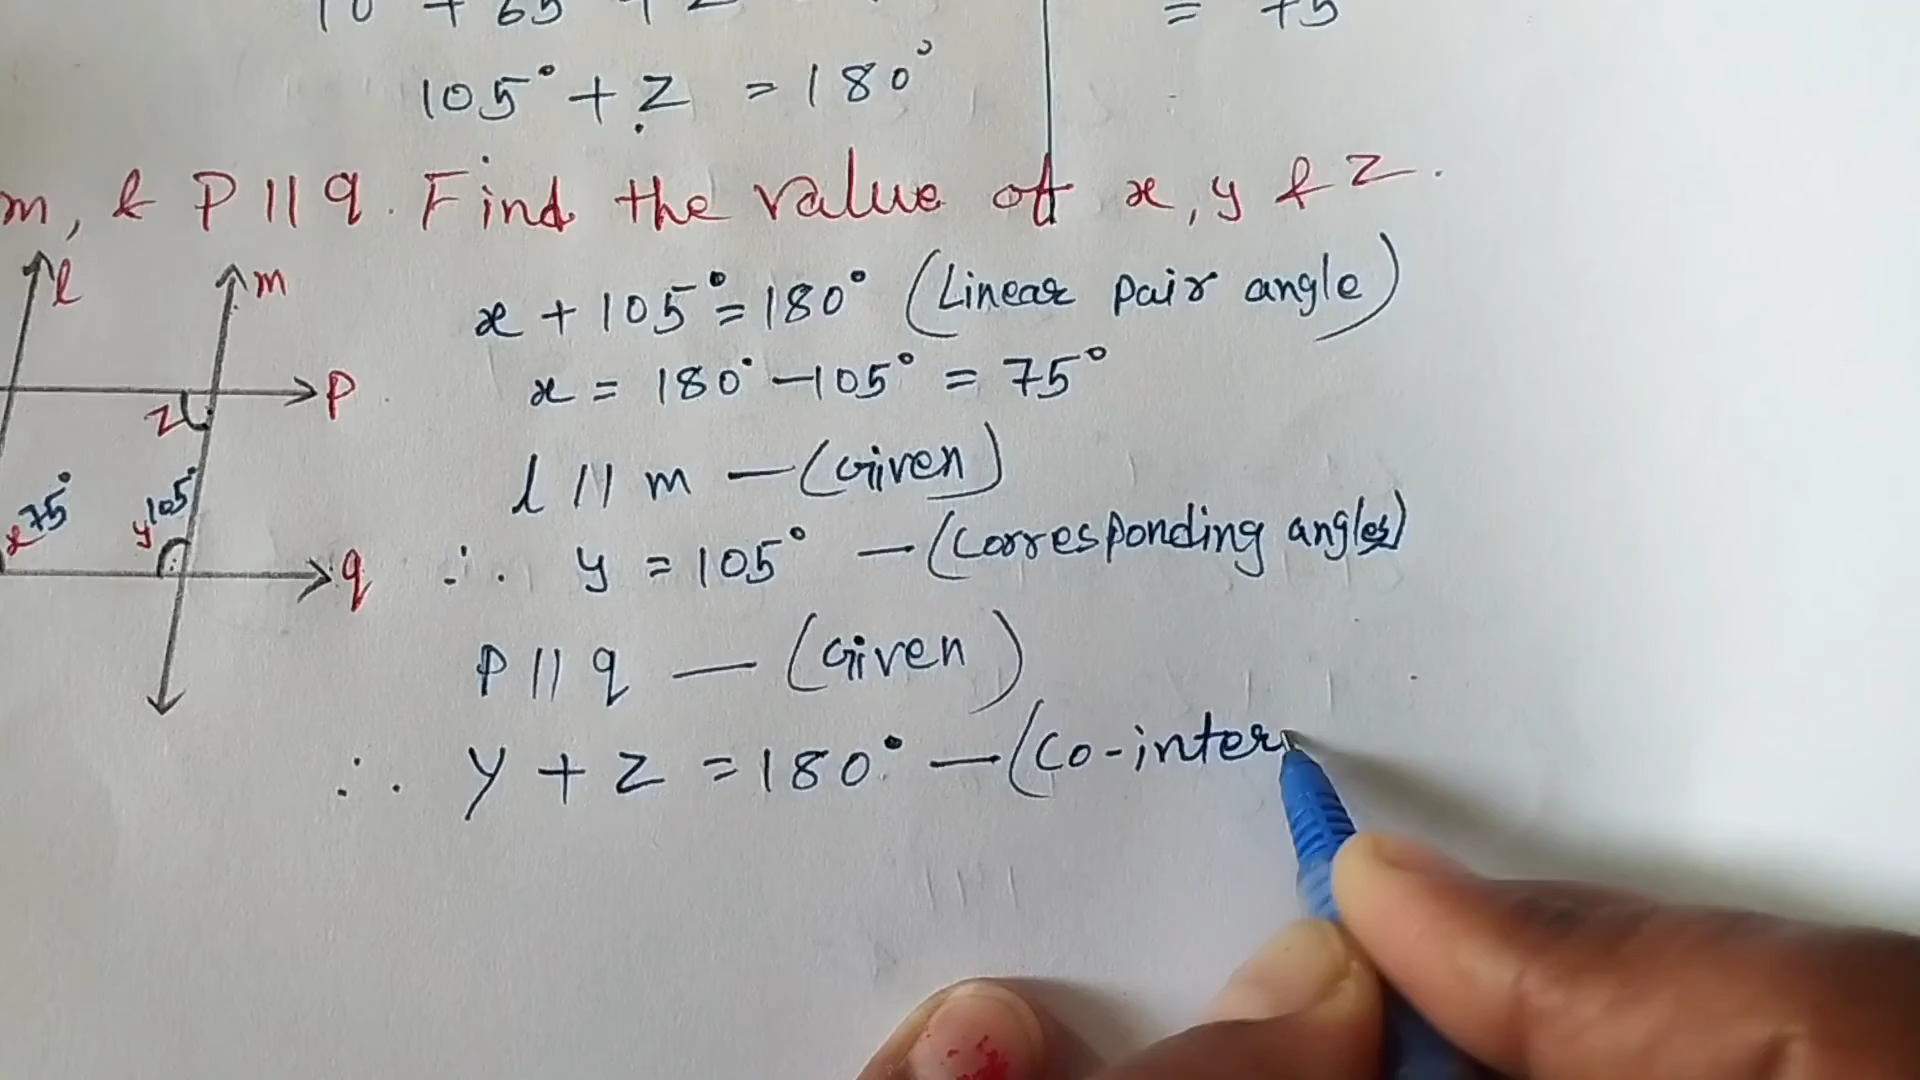 105° + Z = 180°
= 75
m, & P || q. Find the value of x, y & Z.
l
m
x + 105° = 180° (Linear pair angle)
p
x = 180° - 105° = 75°
Z
l || m — (Given)
x 75°
y 105°
q
∴ y = 105° — (Corresponding angles)
P || q — (Given)
∴ y + Z = 180° — (Co-inter